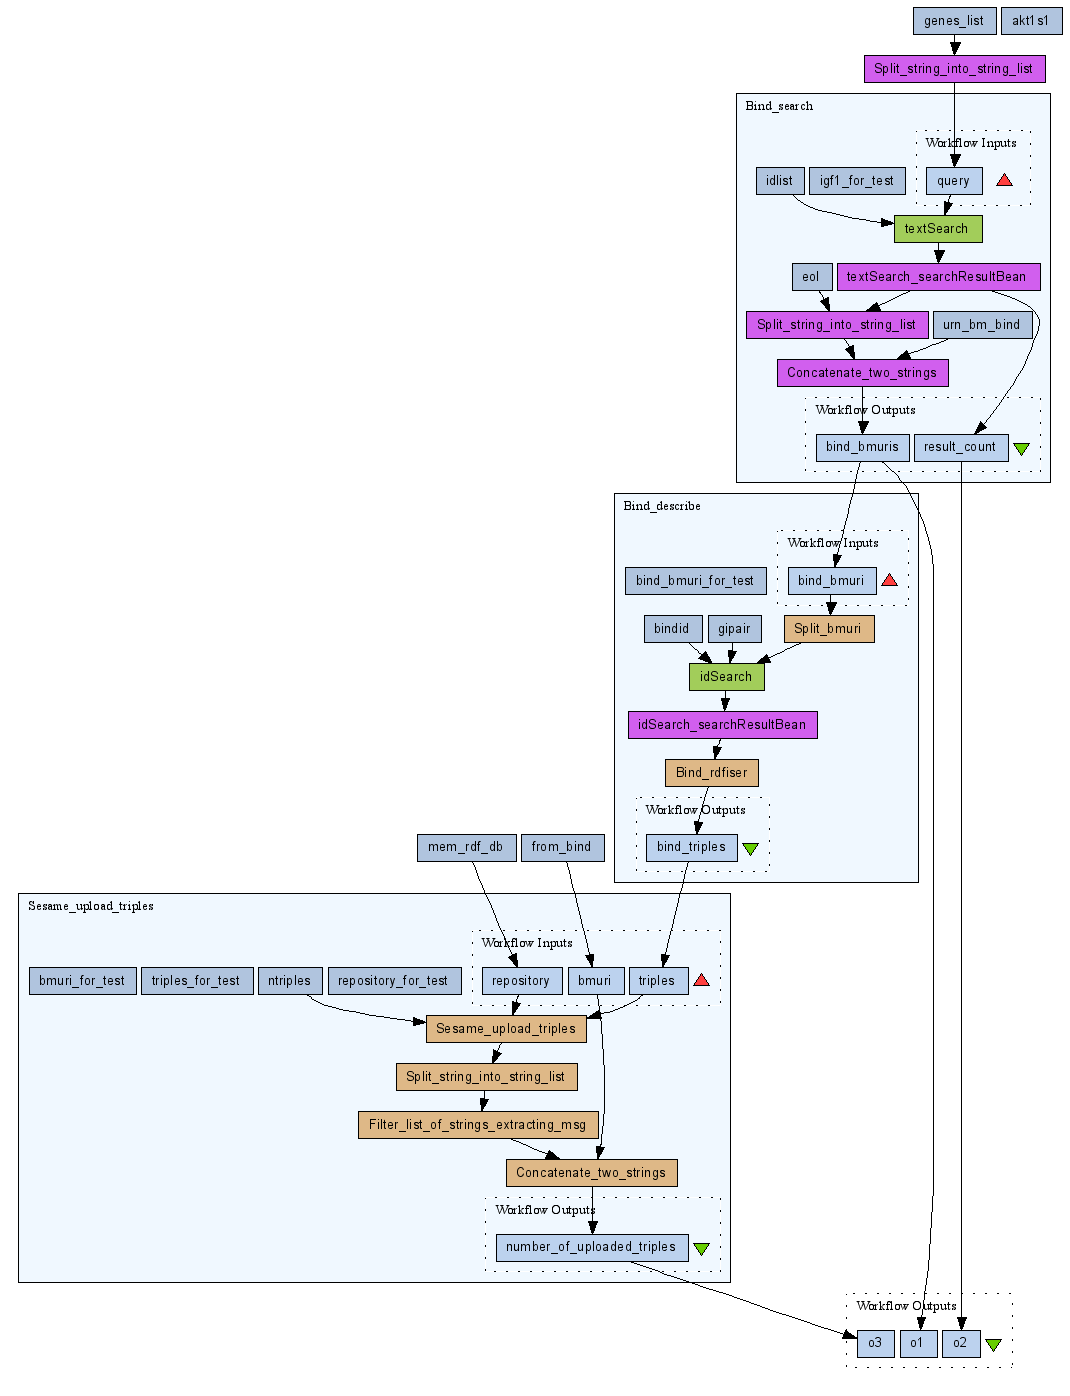 genes_list akt1s1
Split_string_into_string_list
Bind_search
Workflow Inputs
idlist igf1_for_test query
textSearch
eol textSearch_searchResultBean
Split_string_into_string_list urn_bm_bind
Concatenate_two_strings
Workflow Outputs
bind_bmuris result_count
Bind_describe
Workflow Inputs
bind_bmuri_for_test bind_bmuri
bindid gipair Split_bmuri
idSearch
idSearch_searchResultBean
Bind_rdfiser
Workflow Outputs
mem_rdf_db from_bind bind_triples
Sesame_upload_triples
Workflow Inputs
bmuri_for_test triples_for_test ntriples repository_for_test repository bmuri triples
Sesame_upload_triples
Split_string_into_string_list
Filter_list_of_strings_extracting_msg
Concatenate_two_strings
Workflow Outputs
number_of_uploaded_triples
Workflow Outputs
o3 o1 o2